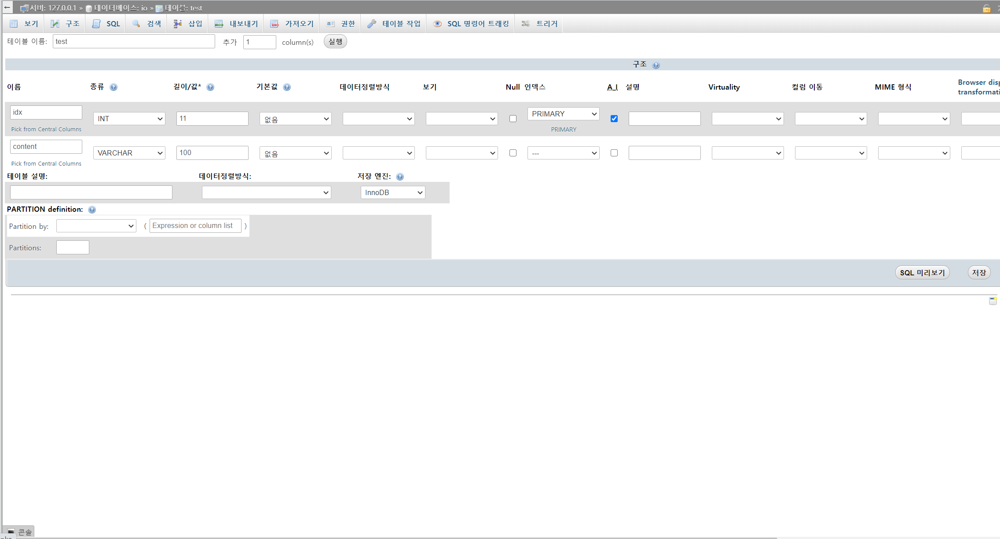 서버: 127.0.0.1 » 데이터베이스: io » 테이블: test
보기 구조 SQL 검색 삽입 내보내기 가져오기 권한 테이블 작업 SQL 명령어 트래킹 트리거
테이블 이름: test 추가 1 column(s) 실행
구조
이름 종류 길이/값* 기본값 데이터정렬방식 보기 Null 인덱스 A_I 설명 Virtuality 컬럼 이동 MIME 형식 Browser disp
transformati
idx INT 11 없음 PRIMARY
Pick from Central Columns PRIMARY
content VARCHAR 100 없음 ---
Pick from Central Columns
테이블 설명: 데이터정렬방식: 저장 엔진:
InnoDB
PARTITION definition:
Partition by: ( Expression or column list )
Partitions:
SQL 미리보기 저장
콘솔